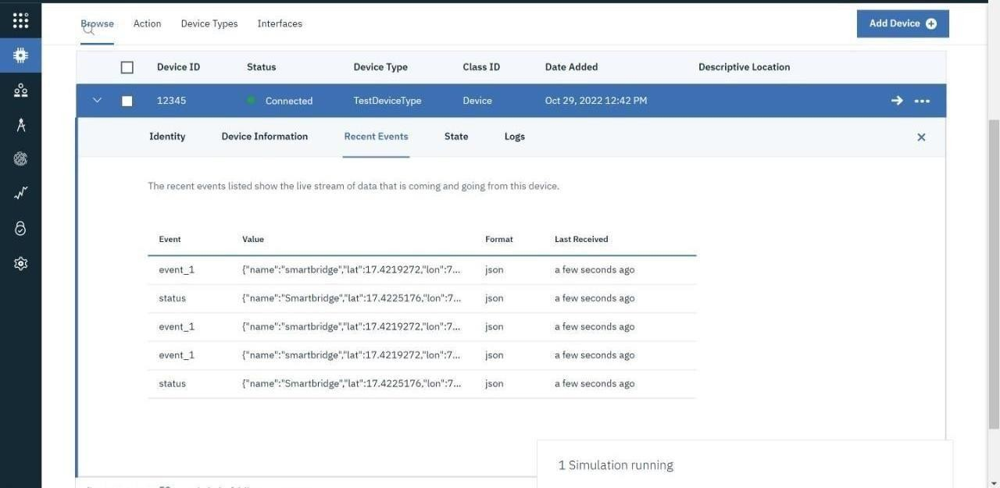 Browse Action Device Types Interfaces Add Device
Device ID Status Device Type Class ID Date Added Descriptive Location
12345 Connected TestDeviceType Device Oct 29, 2022 12:42 PM
Identity Device Information Recent Events State Logs
The recent events listed show the live stream of data that is coming and going from this device.
Event Value Format Last Received
event_1 {"name":"smartbridge","lat":17.4219272,"lon":7... json a few seconds ago
status {"name":"Smartbridge","lat":17.4225176,"lon":7... json a few seconds ago
event_1 {"name":"smartbridge","lat":17.4219272,"lon":7... json a few seconds ago
event_1 {"name":"smartbridge","lat":17.4219272,"lon":7... json a few seconds ago
status {"name":"Smartbridge","lat":17.4225176,"lon":7... json a few seconds ago
1 Simulation running